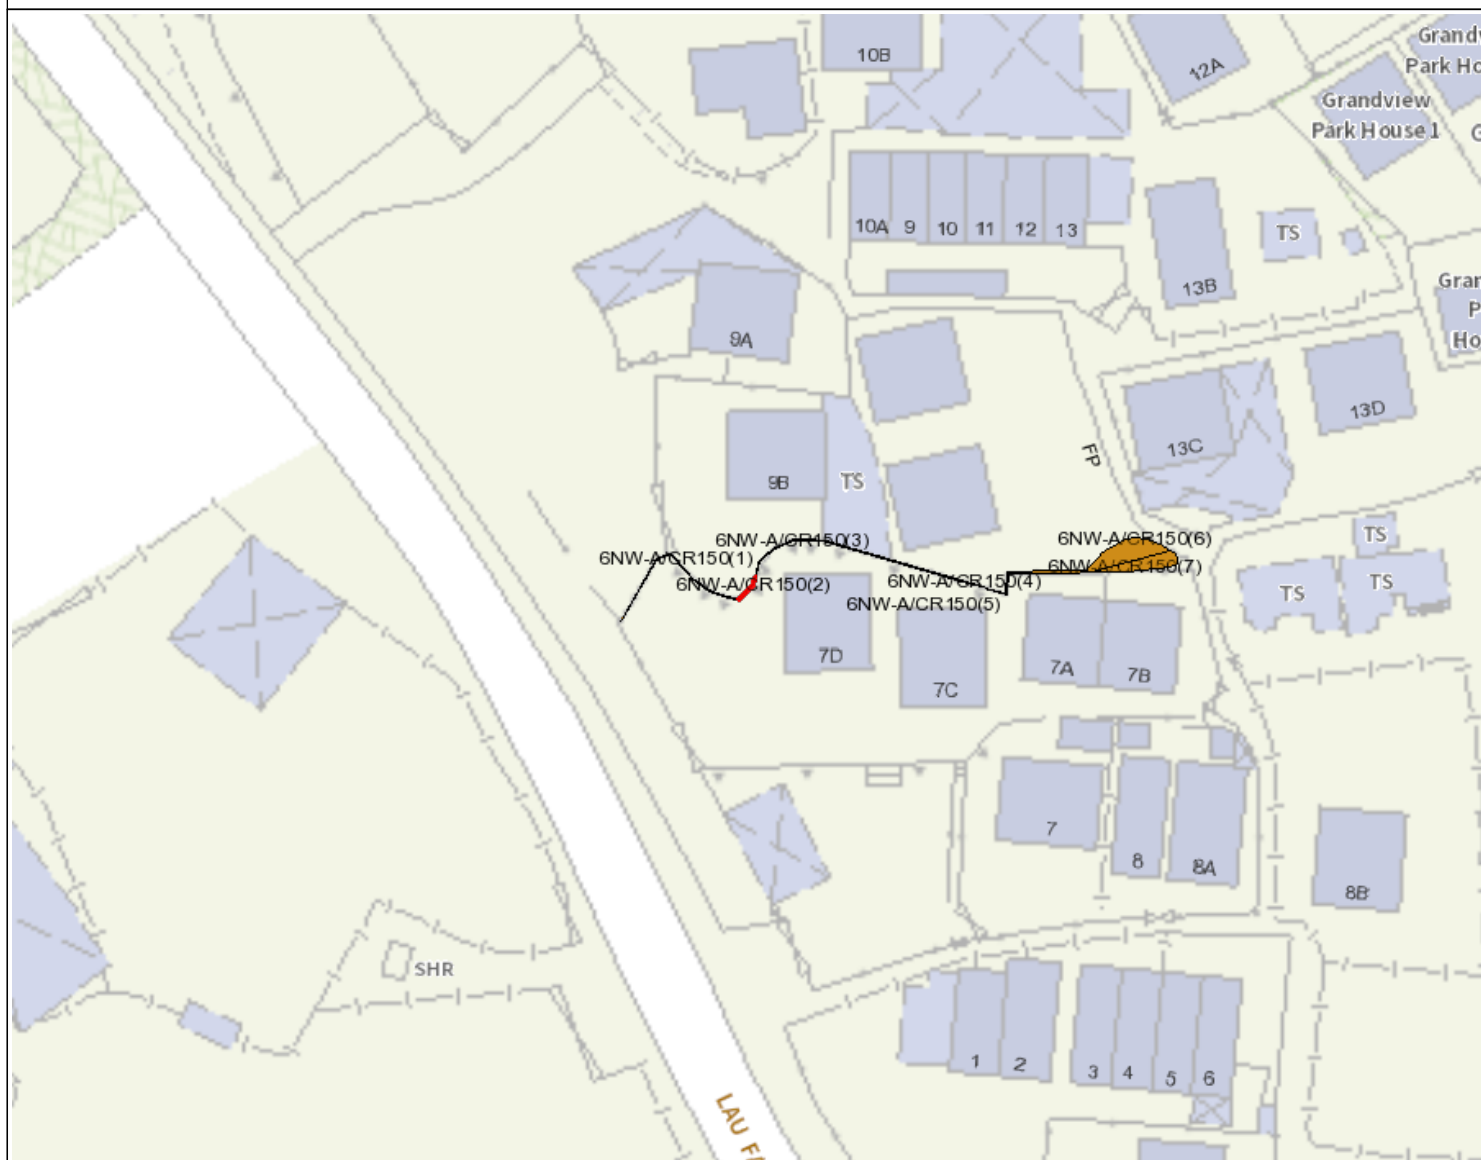 10B
12A
Grandv
Park Ho
Grandview
Park House 1
G
10A
9
10
11
12
13
TS
13B
Gran
P
Ho
9A
13D
FP
13C
9B
TS
TS
6NW-A/CR150(3)
6NW-A/CR150(6)
6NW-A/CR150(1)
6NW-A/CR150(7)
6NW-A/CR150(2)
6NW-A/CR150(4)
TS
TS
6NW-A/CR150(5)
7D
7A
7B
7C
7
8
8A
8B
SHR
1
2
3
4
5
6
LAU FA